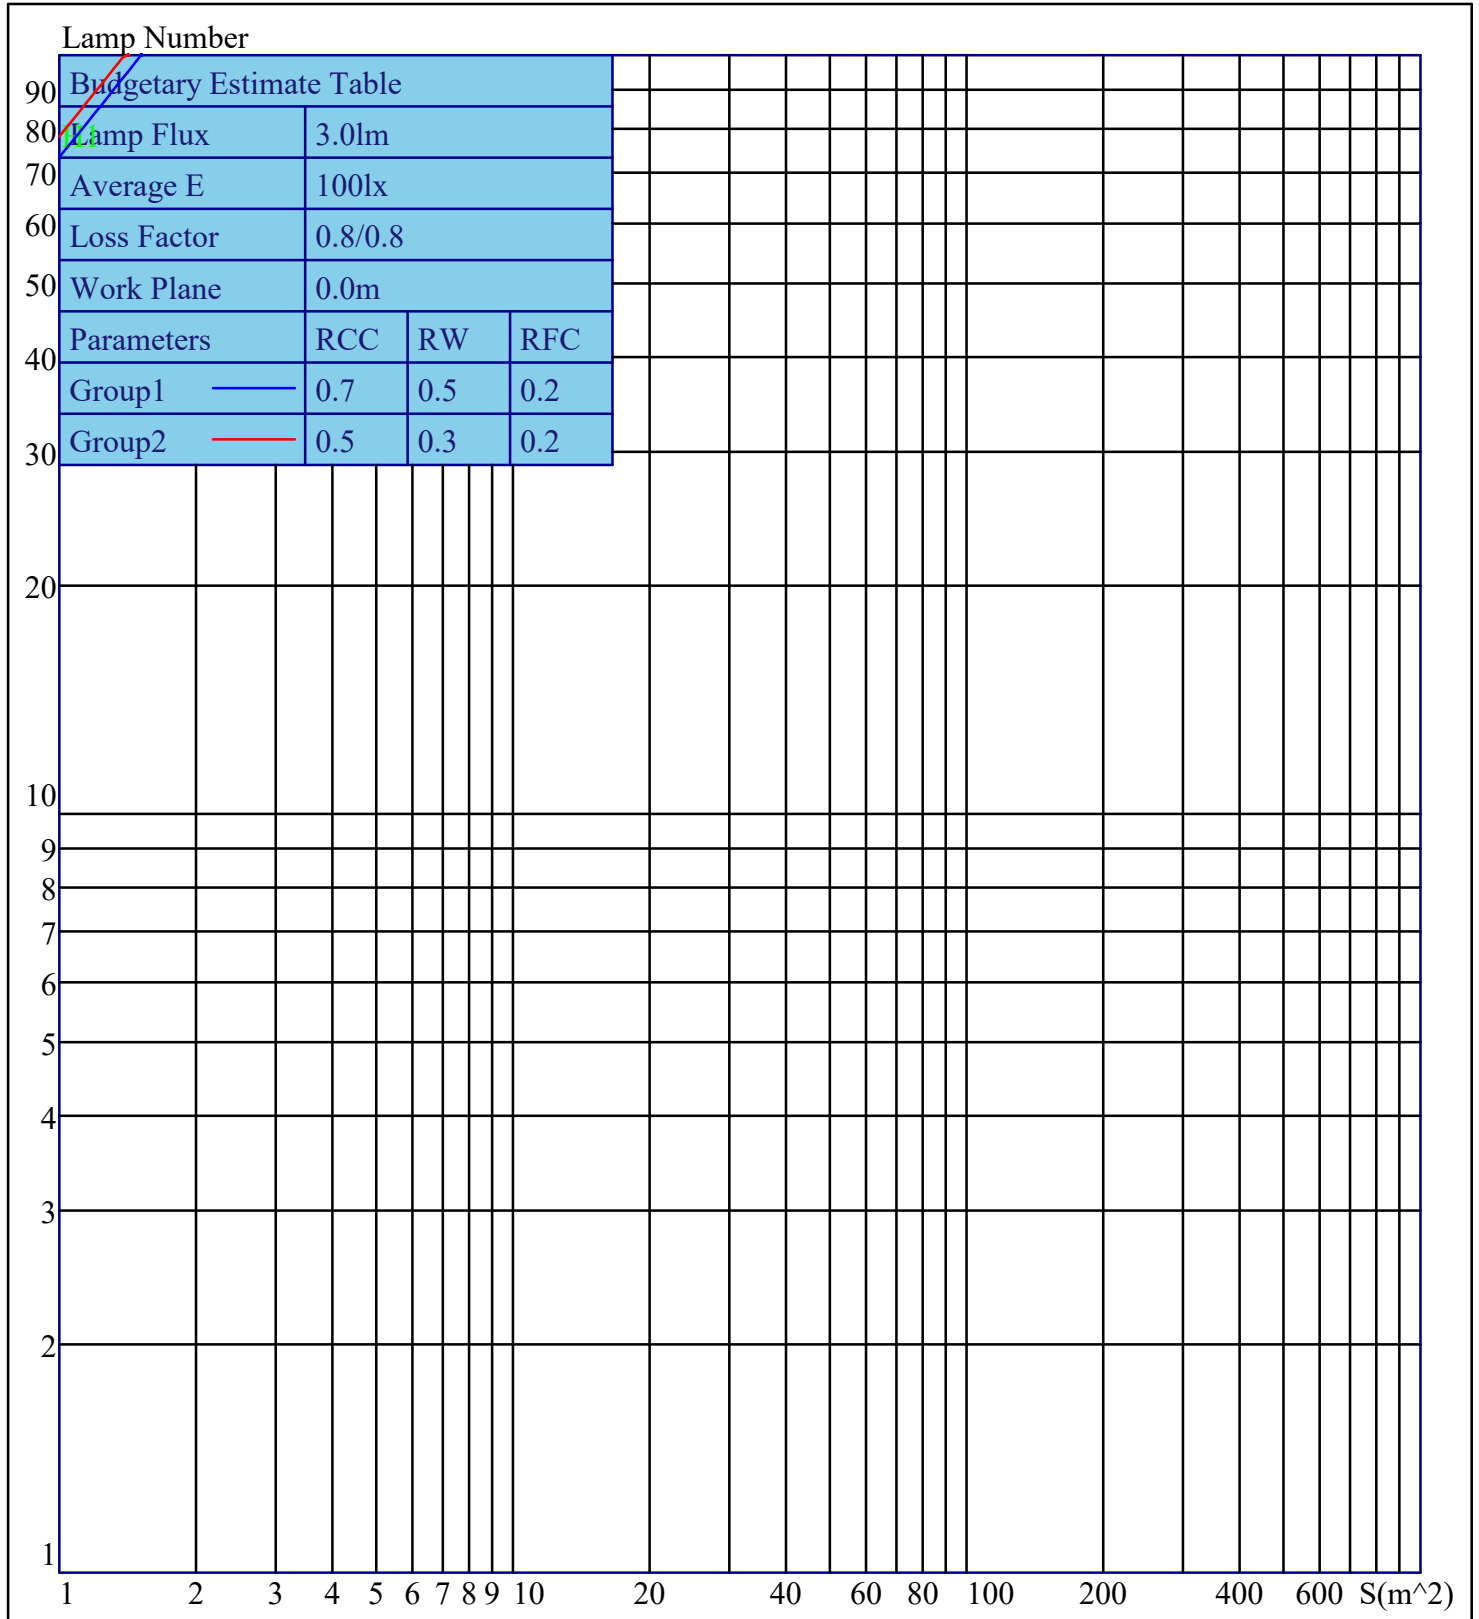 Lamp Number
Budgetary Estimate Table
Lamp Flux 3.0lm
Average E 100lx
Loss Factor 0.8/0.8
Work Plane 0.0m
Parameters RCC RW RFC
Group1 0.7 0.5 0.2
Group2 0.5 0.3 0.2
90
80
70
60
50
40
30
20
10
9
8
7
6
5
4
3
2
1
1 2 3 4 5 6 7 8 9 10 20 40 60 80 100 200 400 600 S(m^2)